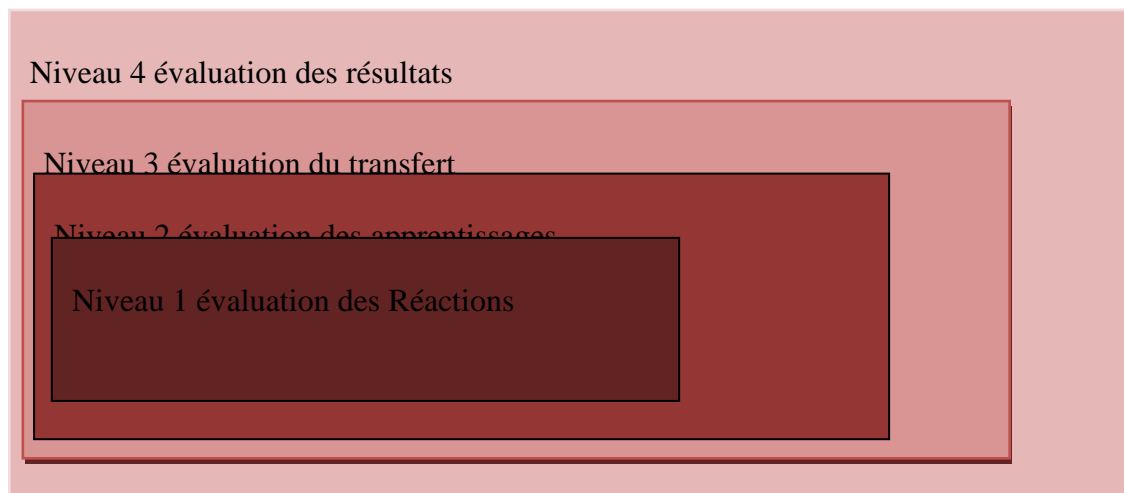 Niveau 4 évaluation des résultats
Niveau 3 évaluation du transfert
Niveau 2 évaluation des apprentissages
Niveau 1 évaluation des Réactions